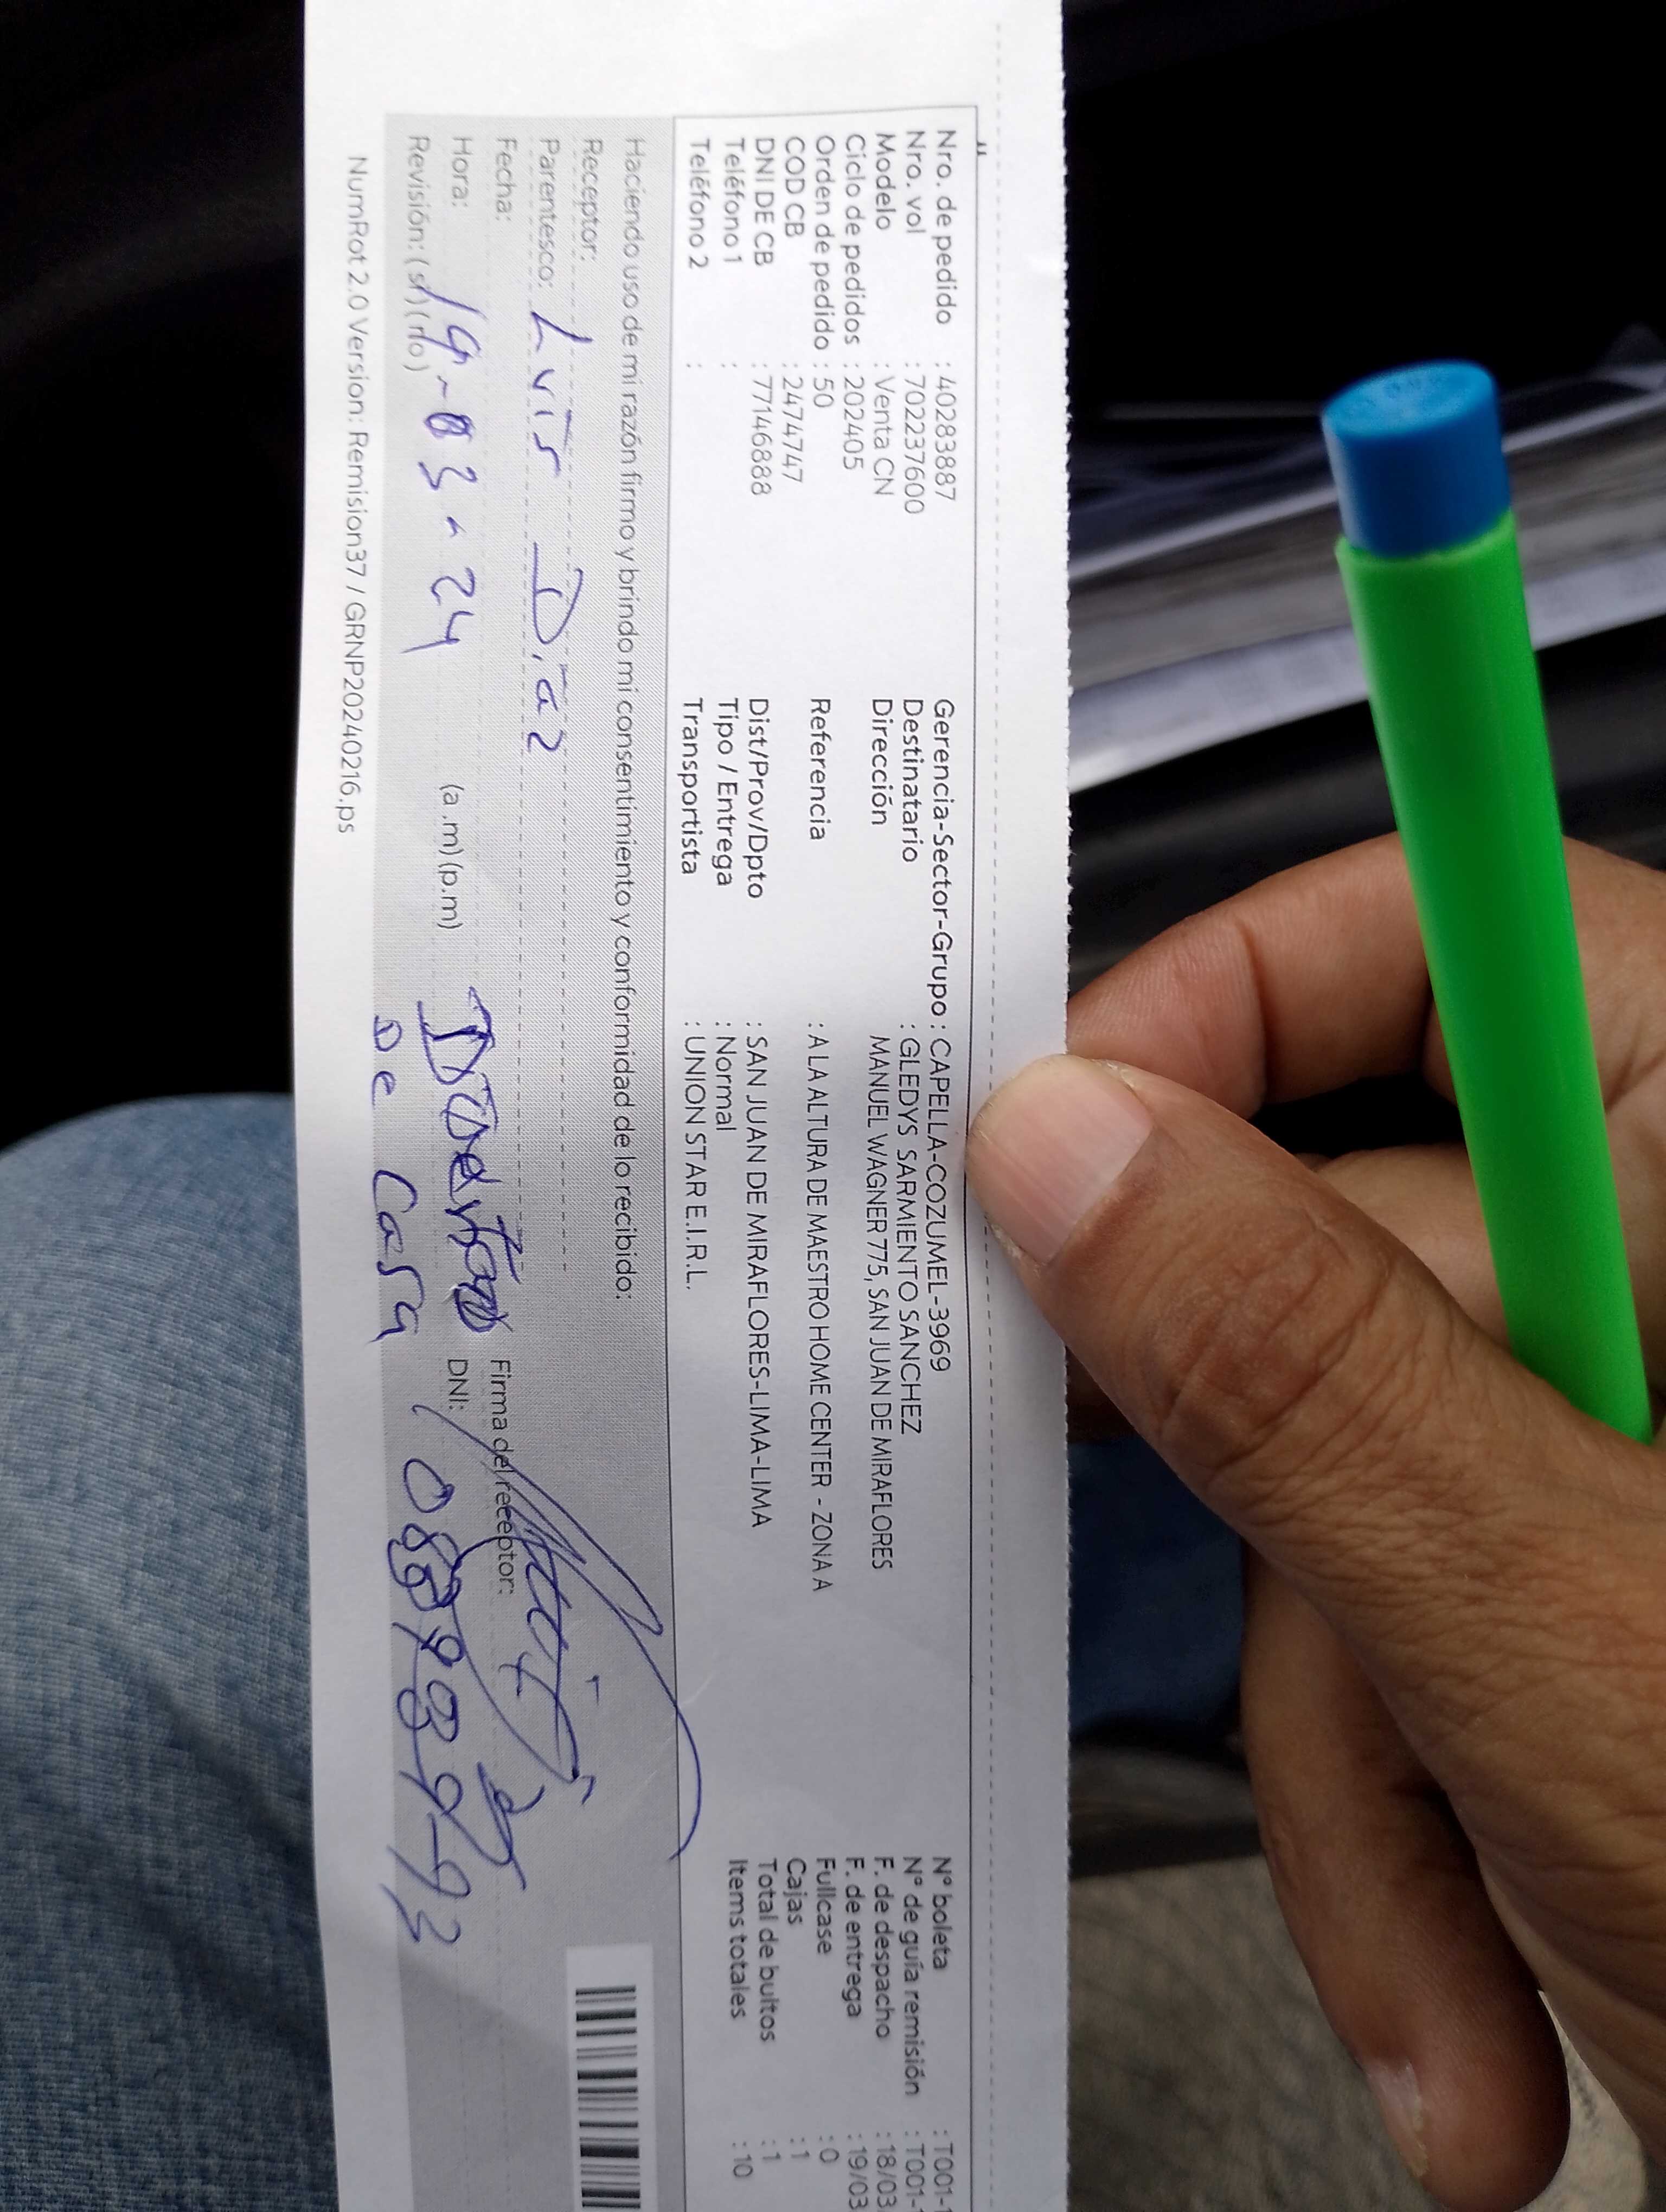 Nro. de pedido : 40283887
Nro. vol : 702237600
Modelo : Venta CN
Ciclo de pedidos : 202405
Orden de pedido : 50
COD CB : 24747747
DNI DE CB : 77146888
Teléfono 1 :
Teléfono 2 :
Gerencia-Sector-Grupo : CAPELLA-COZUMEL-3969
Destinatario : GLEDYS SARMIENTO SANCHEZ
Dirección MANUEL WAGNER 775, SAN JUAN DE MIRAFLORES
Referencia : A LA ALTURA DE MAESTRO HOME CENTER - ZONA A
Dist/Prov/Dpto : SAN JUAN DE MIRAFLORES-LIMA-LIMA
Tipo / Entrega : Normal
Transportista : UNION STAR E.I.R.L.
N° boleta : T001-
N° de guía remisión : T001-
F. de despacho : 18/03
F. de entrega : 19/03
Fullcase : 0
Cajas : 1
Total de bultos : 1
Items totales : 10
Haciendo uso de mi razón firmo y brindo mi consentimiento y conformidad de lo recibido:
Receptor:
Parentesco: Luis Diaz
Fecha:
Hora: 19-03-24 (a.m) (p.m)
Revisión: (si) (no)
De Casa
Firma del receptor:
DNI:
NumRot 2.0 Version: Remision37 / GRNP20240216.ps